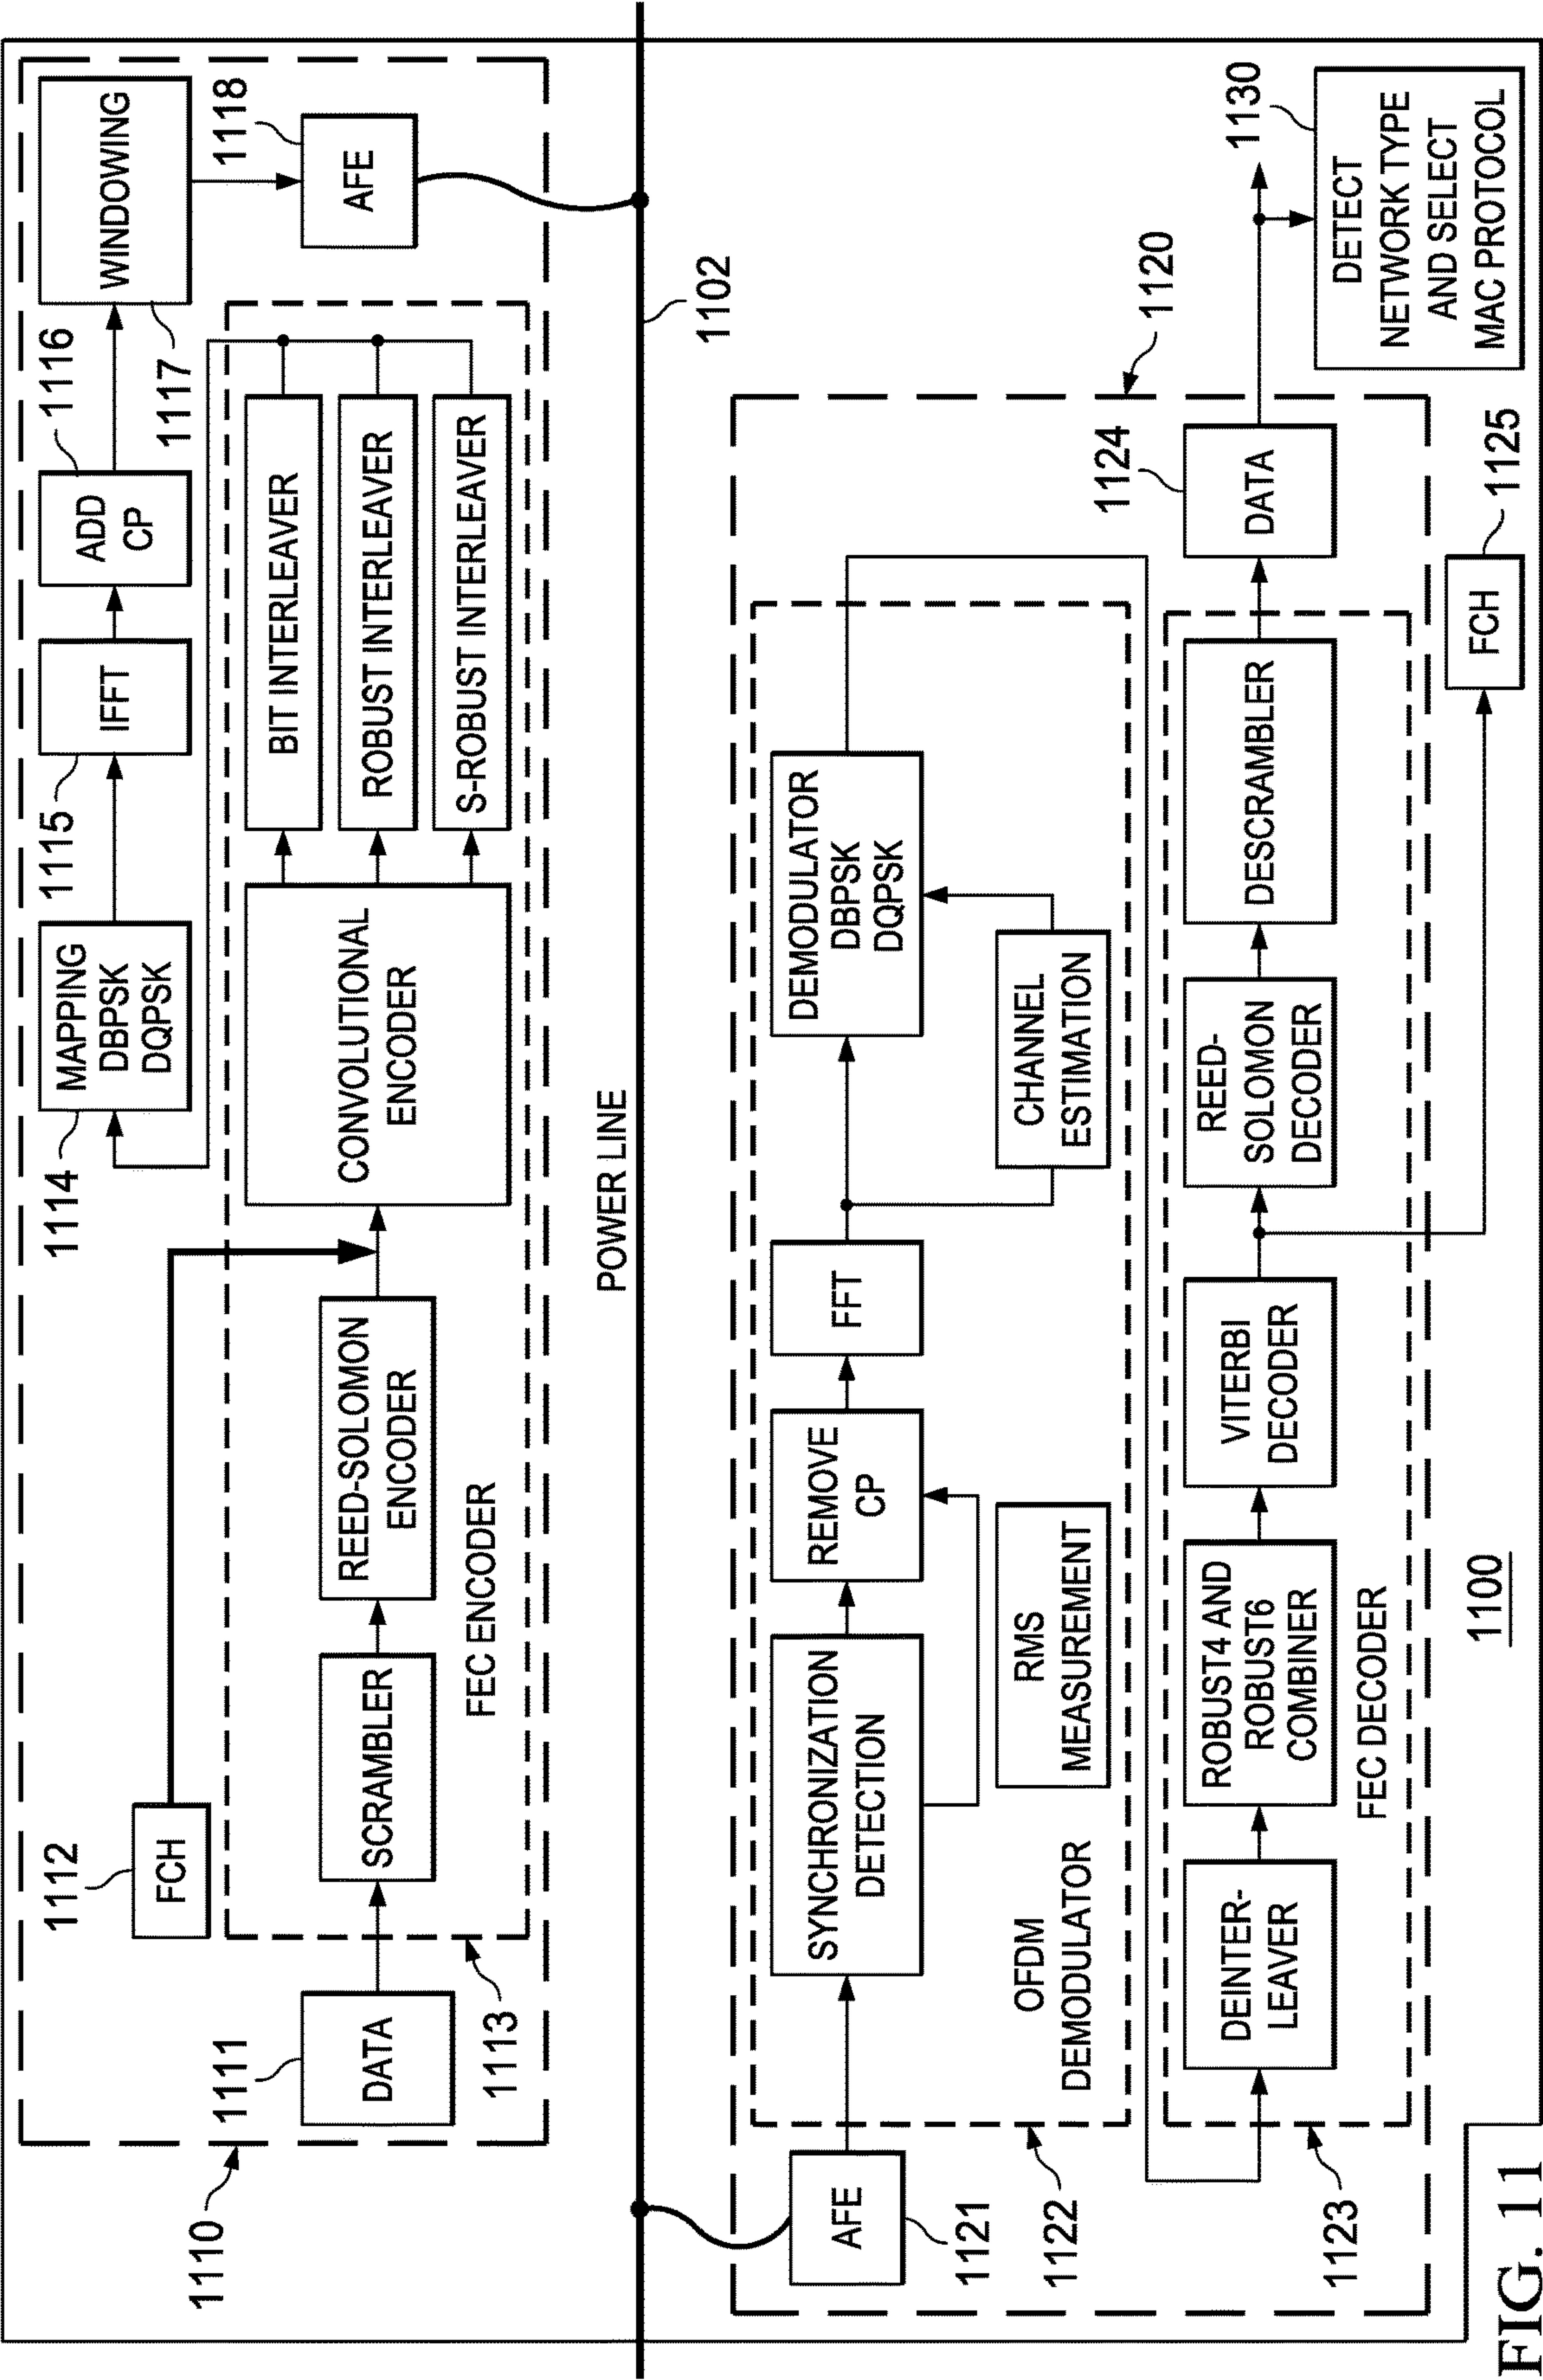 1110
1111
DATA
1112
FCH
1113
SCRAMBLER
REED-SOLOMON
ENCODER
FEC ENCODER
CONVOLUTIONAL
ENCODER
BIT INTERLEAVER
ROBUST INTERLEAVER
S-ROBUST INTERLEAVER
1114
MAPPING
DBPSK
DQPSK
1115
IFFT
1116
ADD
CP
1117
WINDOWING
1118
AFE
POWER LINE
1102
1120
AFE
1121
1122
OFDM
DEMODULATOR
SYNCHRONIZATION
DETECTION
RMS
MEASUREMENT
REMOVE
CP
FFT
CHANNEL
ESTIMATION
DEMODULATOR
DBPSK
DQPSK
1123
DEINTER-
LEAVER
ROBUST4 AND
ROBUST6
COMBINER
FEC DECODER
VITERBI
DECODER
REED-
SOLOMON
DECODER
DESCRAMBLER
1124
DATA
1125
FCH
1130
DETECT
NETWORK TYPE
AND SELECT
MAC PROTOCOL
1100
FIG. 11